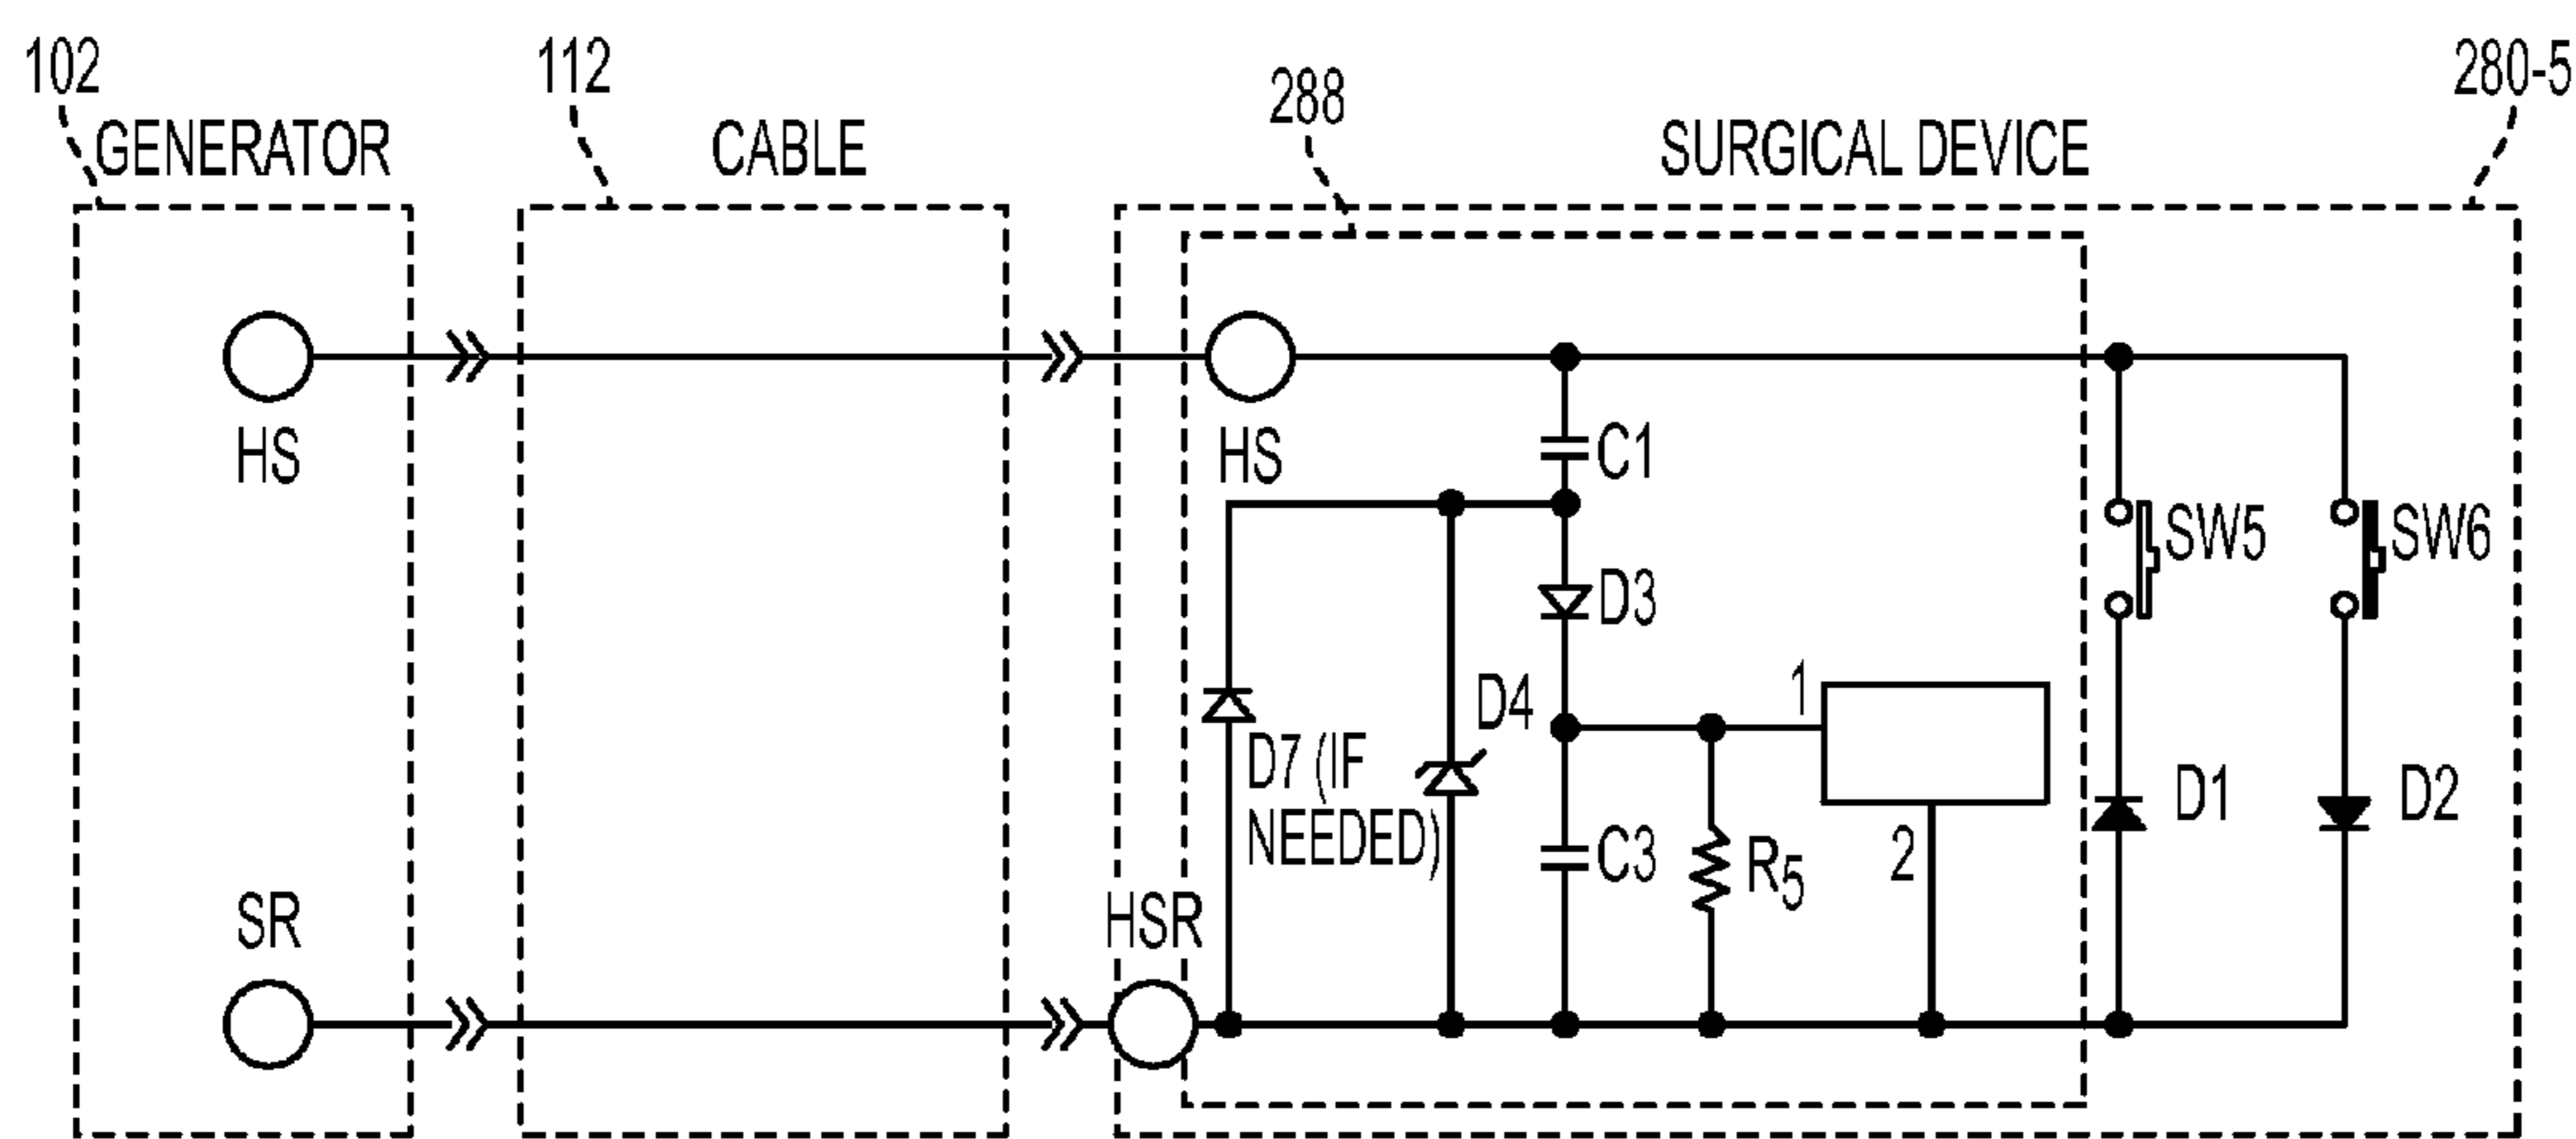 102
112
288
280-5
GENERATOR
CABLE
SURGICAL DEVICE
HS
HS
C1
SW5
SW6
D3
D4
1
D7 (IF
NEEDED)
D1
D2
C3
R5
2
SR
HSR